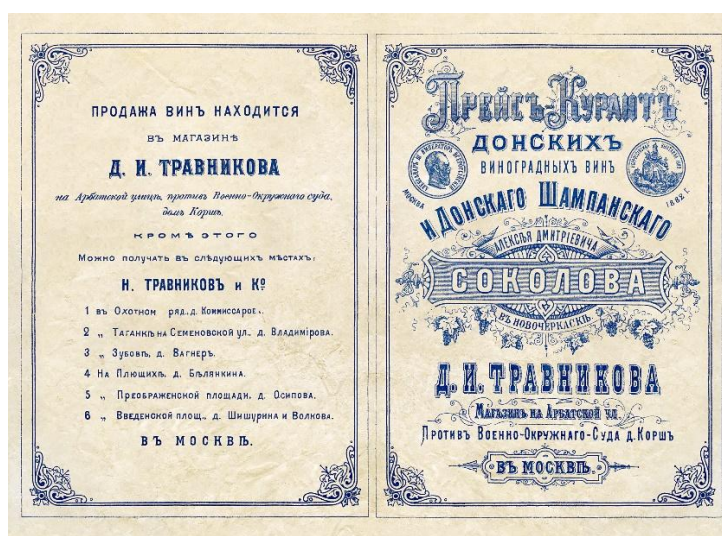 ПРОДАЖА ВИНЪ НАХОДИТСЯ
ВЪ МАГАЗИНѢ
Д. И. ТРАВНИКОВА
на Арбатской улицѣ, противъ Военно-Окружнаго суда,
домъ Коршъ.
КРОМѢ ЭТОГО
Можно получать въ слѣдующихъ мѣстахъ:
Н. ТРАВНИКОВЪ и Кº
1 въ Охотном ряд. д. Комиссаров.
2 „ Таганкѣ на Семеновской ул., д. Владимірова.
3 „ Зубовѣ, д. Вагнеръ.
4 На Плющихѣ, д. Бѣлянкина.
5 „ Преображенской площади, д. Осипова.
6 „ Введенской площ., д. Шишурина и Волкова.
ВЪ МОСКВѢ.
Прейсъ-Курантъ
ДОНСКИХЪ
ВИНОГРАДНЫХЪ ВИНЪ
МОСКВА
1882 г.
и Донскаго Шампанскаго
АЛЕКСѢЯ ДМИТРІЕВИЧА
СОКОЛОВА
ВЪ НОВОЧЕРКАСКѢ
Д. И. ТРАВНИКОВА
Магазинъ на Арбатской ул.
Противъ Военно-Окружнаго-Суда д. Коршъ
ВЪ МОСКВѢ.